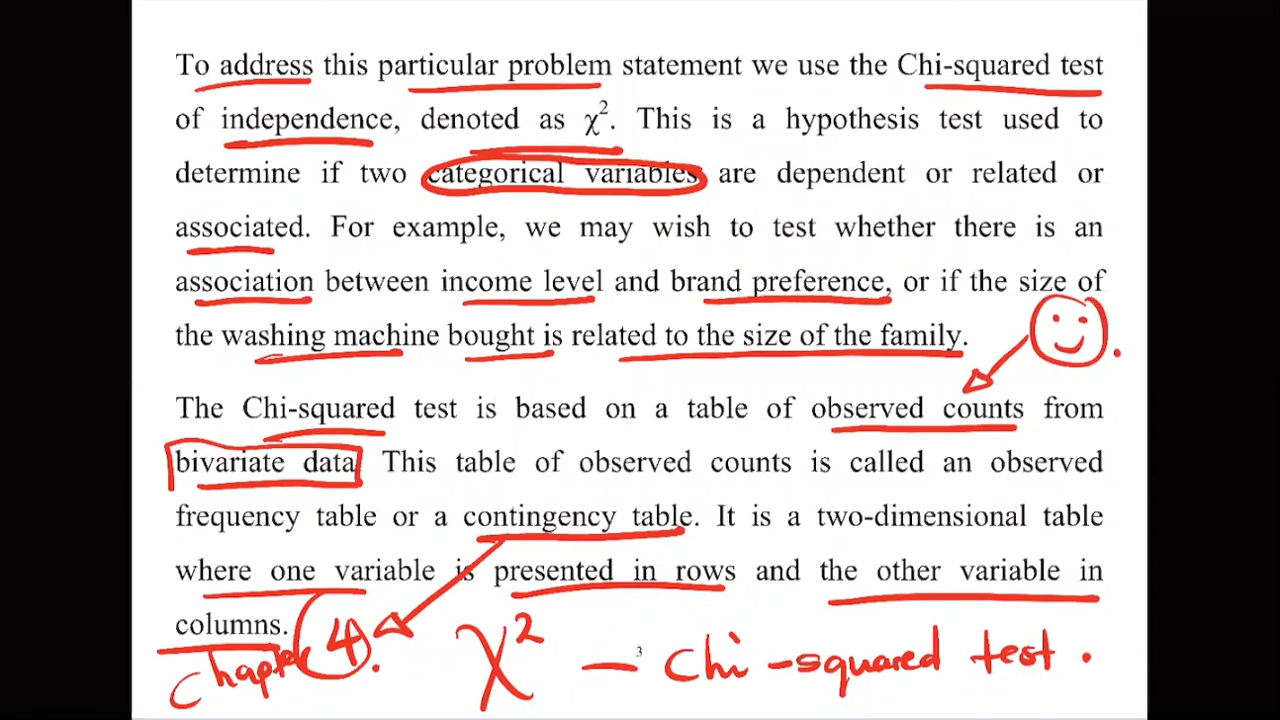 To address this particular problem statement we use the Chi-squared test
of independence, denoted as χ². This is a hypothesis test used to
determine if two categorical variables are dependent or related or
associated. For example, we may wish to test whether there is an
association between income level and brand preference, or if the size of
the washing machine bought is related to the size of the family.
The Chi-squared test is based on a table of observed counts from
bivariate data This table of observed counts is called an observed
frequency table or a contingency table. It is a two-dimensional table
where one variable is presented in rows and the other variable in
columns.
Chapter 4.
χ² – Chi-squared test.
3